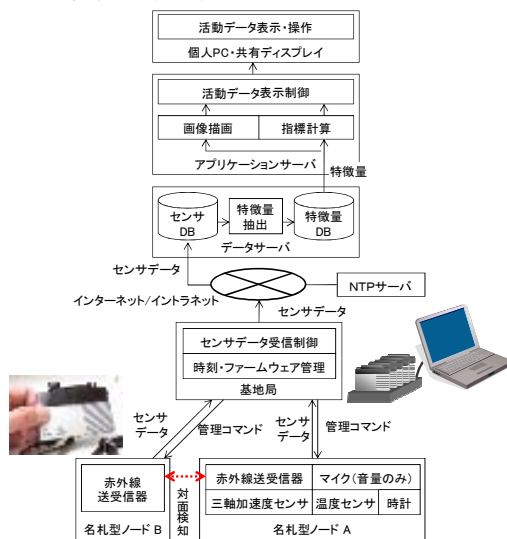 活動データ表示・操作
個人PC・共有ディスプレイ
活動データ表示制御
画像描画
指標計算
アプリケーションサーバ
特徴量
センサ
DB
特徴量
抽出
特徴量
DB
データサーバ
センサデータ
インターネット/イントラネット
NTPサーバ
センサデータ
センサデータ受信制御
時刻・ファームウェア管理
基地局
センサ
データ
管理コマンド
センサ
データ
管理コマンド
赤外線
送受信器
名札型ノード B
対面検知
赤外線送受信器
マイク(音量のみ)
三軸加速度センサ
温度センサ
時計
名札型ノード A